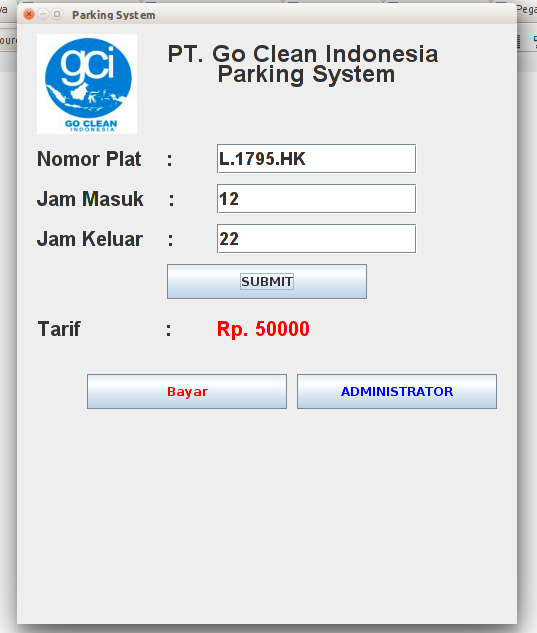 Parking System
gci
GO CLEAN
INDONESIA
PT. Go Clean Indonesia
Parking System
Nomor Plat :
L.1795.HK
Jam Masuk :
12
Jam Keluar :
22
SUBMIT
Tarif :
Rp. 50000
Bayar
ADMINISTRATOR